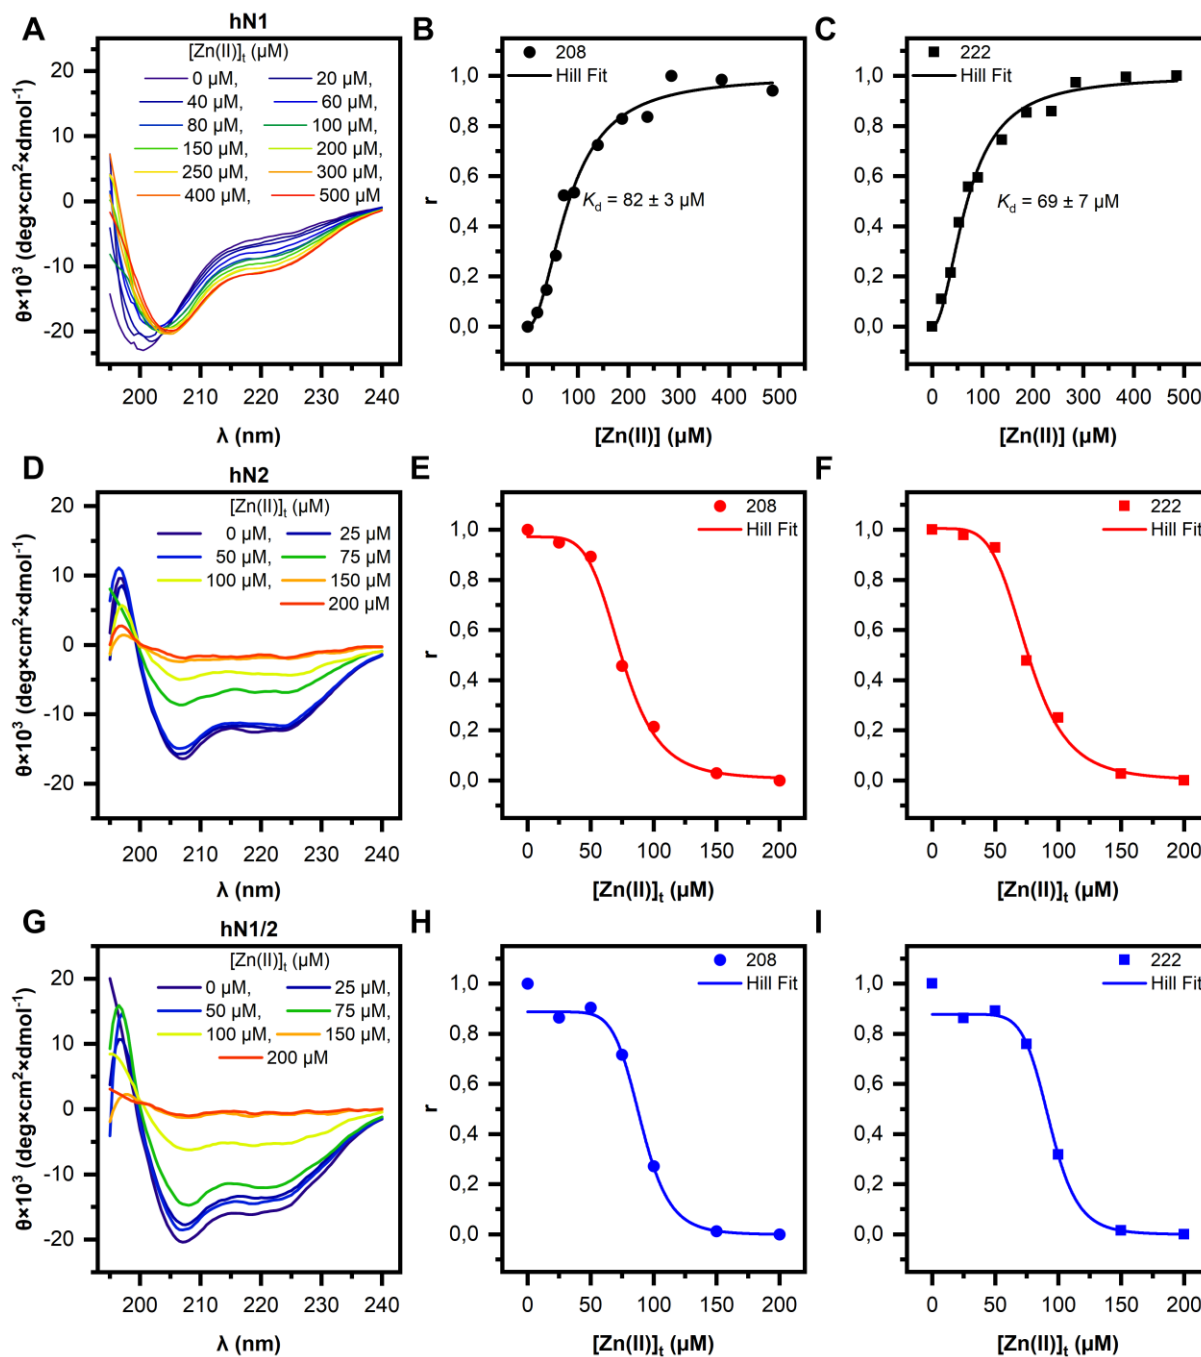 A
hN1
[Zn(II)]t (µM)
0 µM, 20 µM,
40 µM, 60 µM,
80 µM, 100 µM,
150 µM, 200 µM,
250 µM, 300 µM,
400 µM, 500 µM
20
10
0
-10
-20
θ×10³ (deg×cm²×dmol⁻¹)
200 210 220 230 240
λ (nm)
B
208
Hill Fit
1,0
0,8
0,6
0,4
0,2
0,0
r
Kd = 82 ± 3 µM
0 100 200 300 400 500
[Zn(II)] (µM)
C
222
Hill Fit
1,0
0,8
0,6
0,4
0,2
0,0
Kd = 69 ± 7 µM
0 100 200 300 400 500
[Zn(II)] (µM)
D
hN2
[Zn(II)]t (µM)
0 µM, 25 µM
50 µM, 75 µM
100 µM, 150 µM
200 µM
20
10
0
-10
-20
θ×10³ (deg×cm²×dmol⁻¹)
200 210 220 230 240
λ (nm)
E
208
Hill Fit
1,0
0,8
0,6
0,4
0,2
0,0
r
0 50 100 150 200
[Zn(II)]t (µM)
F
222
Hill Fit
1,0
0,8
0,6
0,4
0,2
0,0
0 50 100 150 200
[Zn(II)]t (µM)
G
hN1/2
[Zn(II)]t (µM)
0 µM, 25 µM,
50 µM, 75 µM
100 µM, 150 µM,
200 µM
20
10
0
-10
-20
θ×10³ (deg×cm²×dmol⁻¹)
200 210 220 230 240
λ (nm)
H
208
Hill Fit
1,0
0,8
0,6
0,4
0,2
0,0
r
0 50 100 150 200
[Zn(II)]t (µM)
I
222
Hill Fit
1,0
0,8
0,6
0,4
0,2
0,0
0 50 100 150 200
[Zn(II)]t (µM)